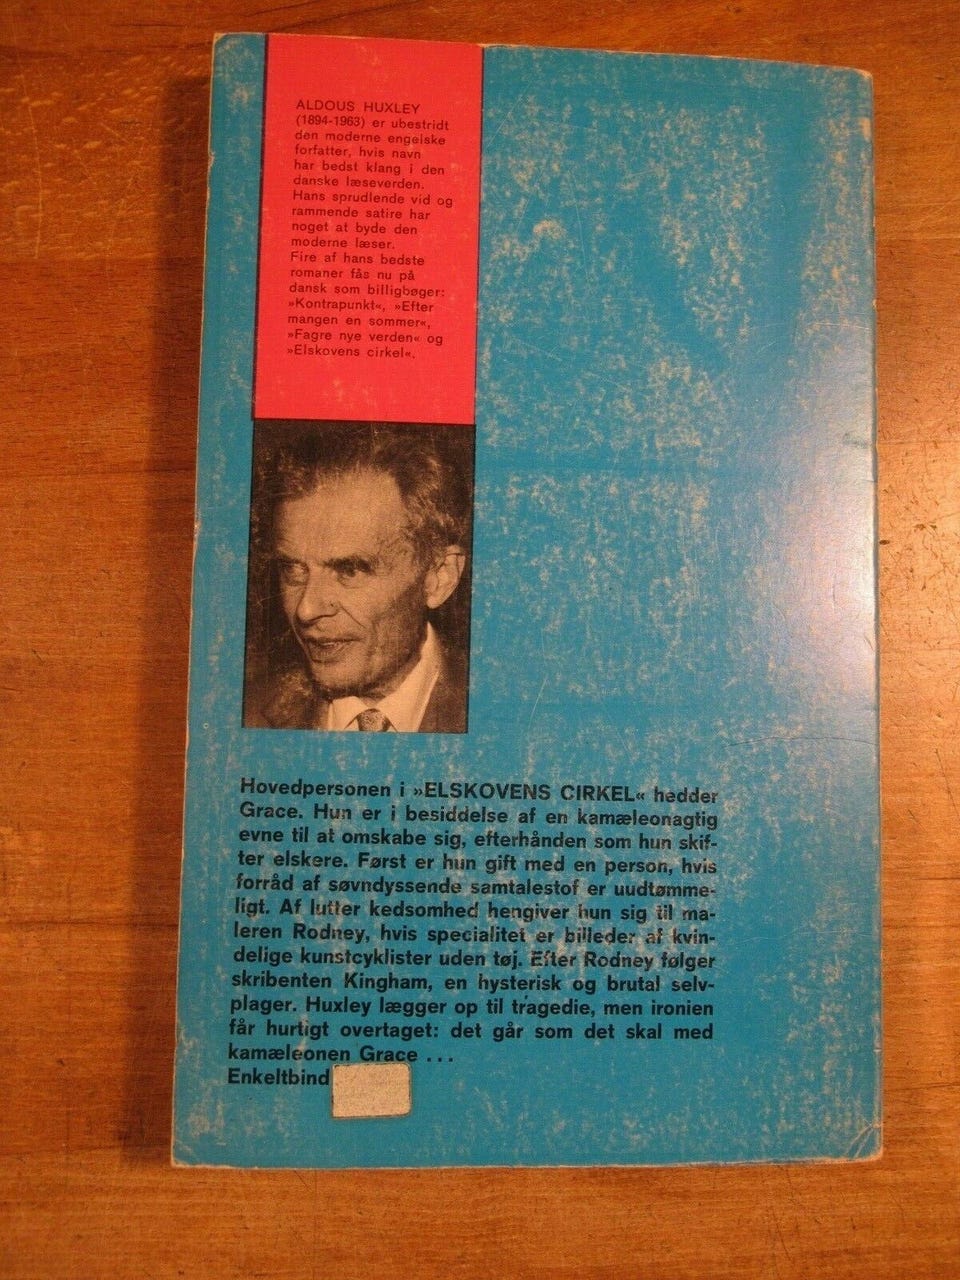 ALDOUS HUXLEY
(1894-1963) er ubestridt
den moderne engelske
forfatter, hvis navn
har bedst klang i den
danske læseverden.
Hans sprudlende vid og
rammende satire har
noget at byde den
moderne læser.
Fire af hans bedste
romaner fås nu på
dansk som billigbøger:
»Kontrapunkt«, »Efter
mangen en sommer«,
»Fagre nye verden« og
»Elskovens cirkel«.
Hovedpersonen i »ELSKOVENS CIRKEL« hedder
Grace. Hun er i besiddelse af en kamæleonagtig
evne til at omskabe sig, efterhånden som hun skif-
ter elskere. Først er hun gift med en person, hvis
forråd af søvndyssende samtalestof er uudtømme-
ligt. Af lutter kedsomhed hengiver hun sig til ma-
leren Rodney, hvis specialitet er billeder af kvin-
delige kunstcyklister uden tøj. Efter Rodney følger
skribenten Kingham, en hysterisk og brutal selv-
plager. Huxley lægger op til tragedie, men ironien
får hurtigt overtaget: det går som det skal med
kamæleonen Grace ...
Enkeltbind